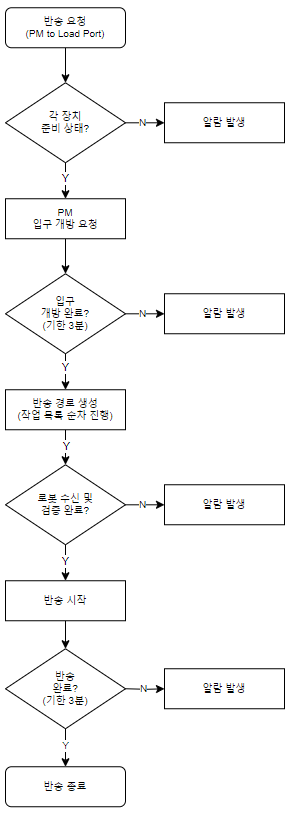 반송 요청
(PM to Load Port)
각 장치
준비 상태?
N
알람 발생
Y
PM
입구 개방 요청
입구
개방 완료?
(기한 3분)
N
알람 발생
Y
반송 경로 생성
(작업 목록 순차 진행)
Y
로봇 수신 및
검증 완료?
N
알람 발생
Y
반송 시작
반송
완료?
(기한 3분)
N
알람 발생
Y
반송 종료